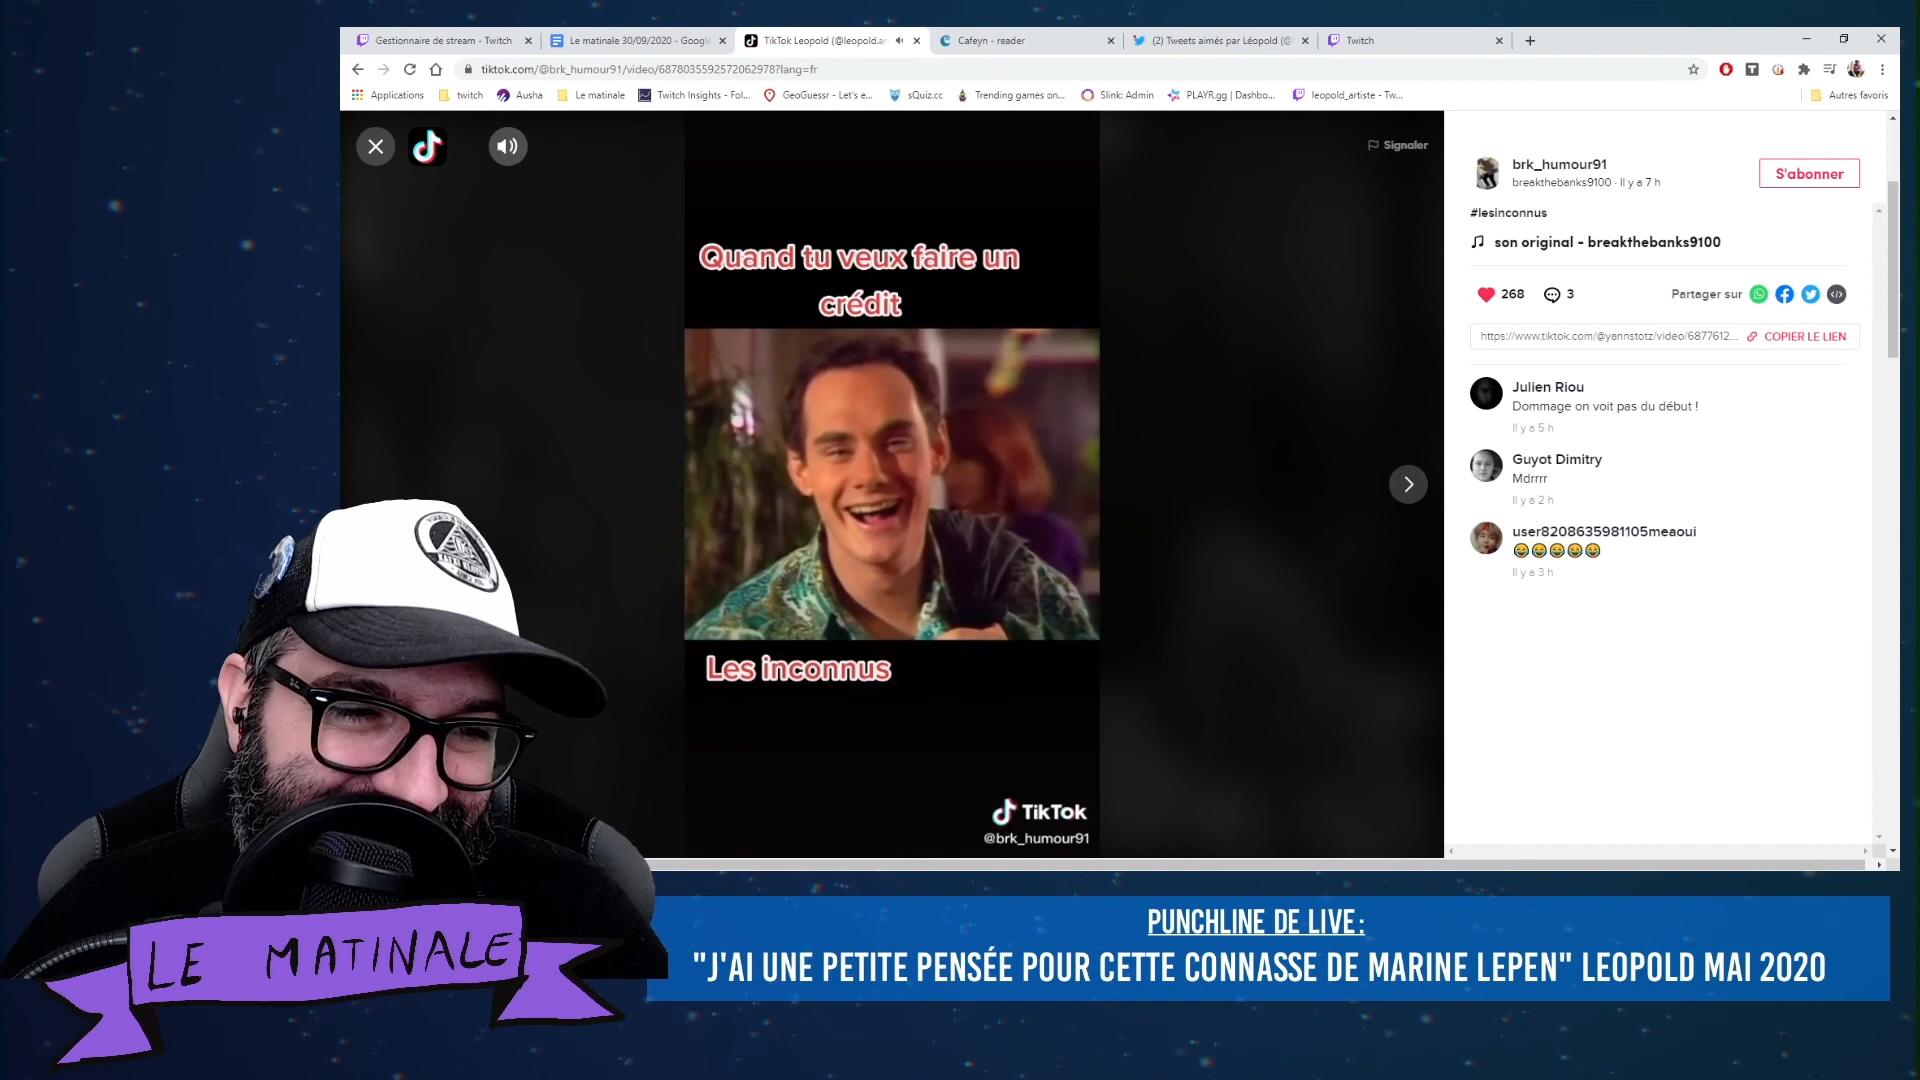 Gestionnaire de stream - Twitch
Le matinale 30/09/2020 - Google
TikTok Leopold (@leopold.ar
Cafeyn - reader
(2) Tweets aimés par Léopold (@
Twitch
tiktok.com/@brk_humour91/video/6878035592572062978?lang=fr
Applications
twitch
Ausha
Le matinale
Twitch Insights - Fol...
GeoGuessr - Let's e...
sQuiz.cc
Trending games on...
Slink: Admin
PLAYR.gg | Dashbo...
leopold_artiste - Tw...
Autres favoris
Signaler
Quand tu veux faire un
crédit
Les inconnus
TikTok
@brk_humour91
brk_humour91
breakthebanks9100 · Il y a 7 h
S'abonner
#lesinconnus
son original - breakthebanks9100
268
3
Partager sur
https://www.tiktok.com/@yannstotz/video/6877612...
COPIER LE LIEN
Julien Riou
Dommage on voit pas du début !
Il y a 5 h
Guyot Dimitry
Mdrrrr
Il y a 2 h
user8208635981105meaoui
😂😂😂😂😂
Il y a 3 h
LE MATINALE
PUNCHLINE DE LIVE:
"J'AI UNE PETITE PENSÉE POUR CETTE CONNASSE DE MARINE LEPEN" LEOPOLD MAI 2020